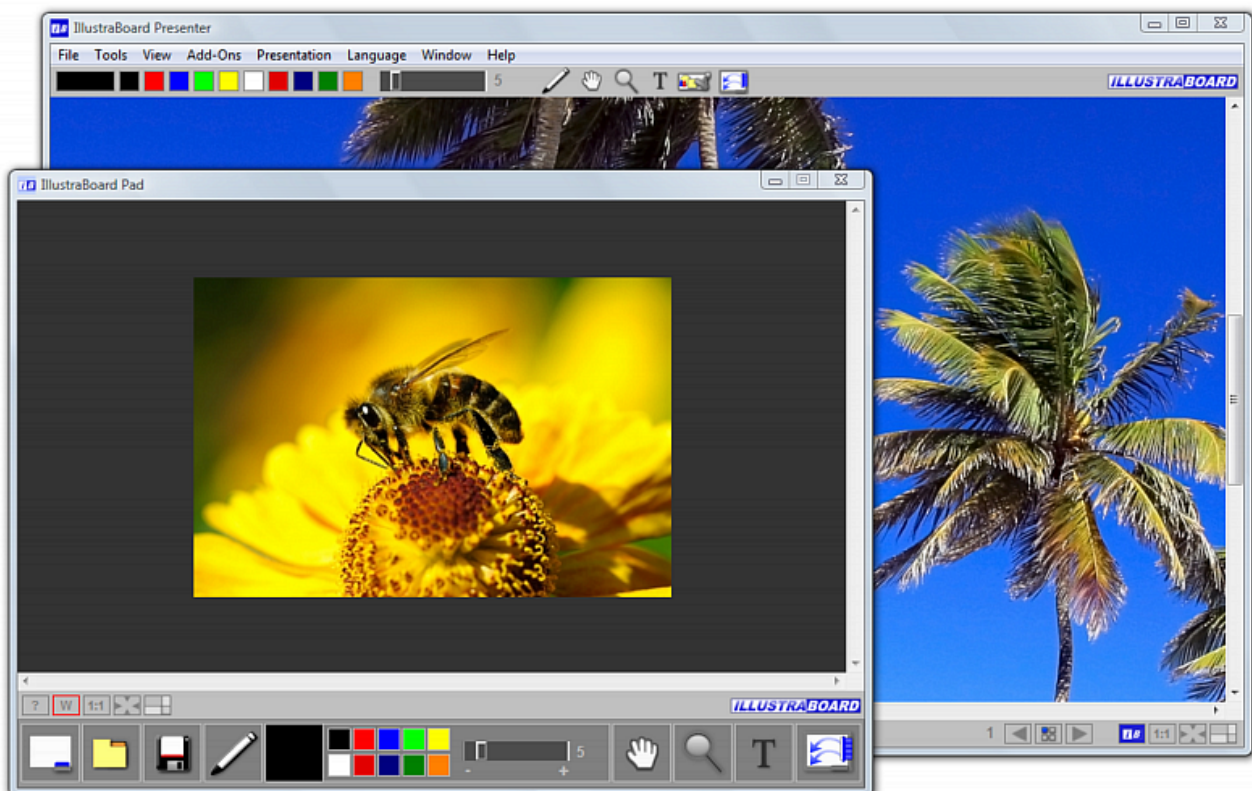 IllustraBoard Presenter
File Tools View Add-Ons Presentation Language Window Help
5 T ILLUSTRABOARD
IllustraBoard Pad
? W 1:1 ILLUSTRABOARD
1 1:1
5 T
- +